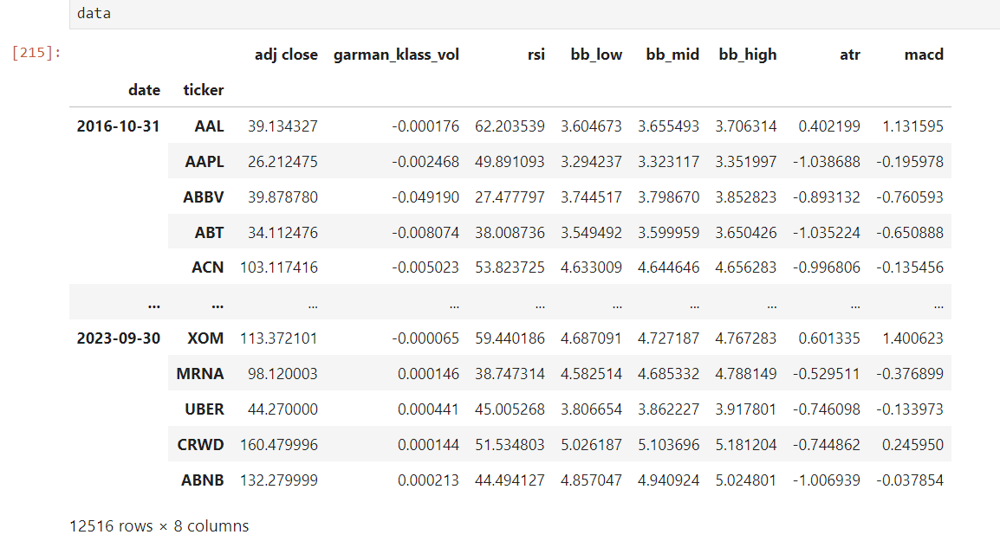 data
[215]:
adj close garman_klass_vol rsi bb_low bb_mid bb_high atr macd
date ticker
2016-10-31 AAL 39.134327 -0.000176 62.203539 3.604673 3.655493 3.706314 0.402199 1.131595
AAPL 26.212475 -0.002468 49.891093 3.294237 3.323117 3.351997 -1.038688 -0.195978
ABBV 39.878780 -0.049190 27.477797 3.744517 3.798670 3.852823 -0.893132 -0.760593
ABT 34.112476 -0.008074 38.008736 3.549492 3.599959 3.650426 -1.035224 -0.650888
ACN 103.117416 -0.005023 53.823725 4.633009 4.644646 4.656283 -0.996806 -0.135456
... ... ... ... ... ... ... ... ... ...
2023-09-30 XOM 113.372101 -0.000065 59.440186 4.687091 4.727187 4.767283 0.601335 1.400623
MRNA 98.120003 0.000146 38.747314 4.582514 4.685332 4.788149 -0.529511 -0.376899
UBER 44.270000 0.000441 45.005268 3.806654 3.862227 3.917801 -0.746098 -0.133973
CRWD 160.479996 0.000144 51.534803 5.026187 5.103696 5.181204 -0.744862 0.245950
ABNB 132.279999 0.000213 44.494127 4.857047 4.940924 5.024801 -1.006939 -0.037854
12516 rows × 8 columns